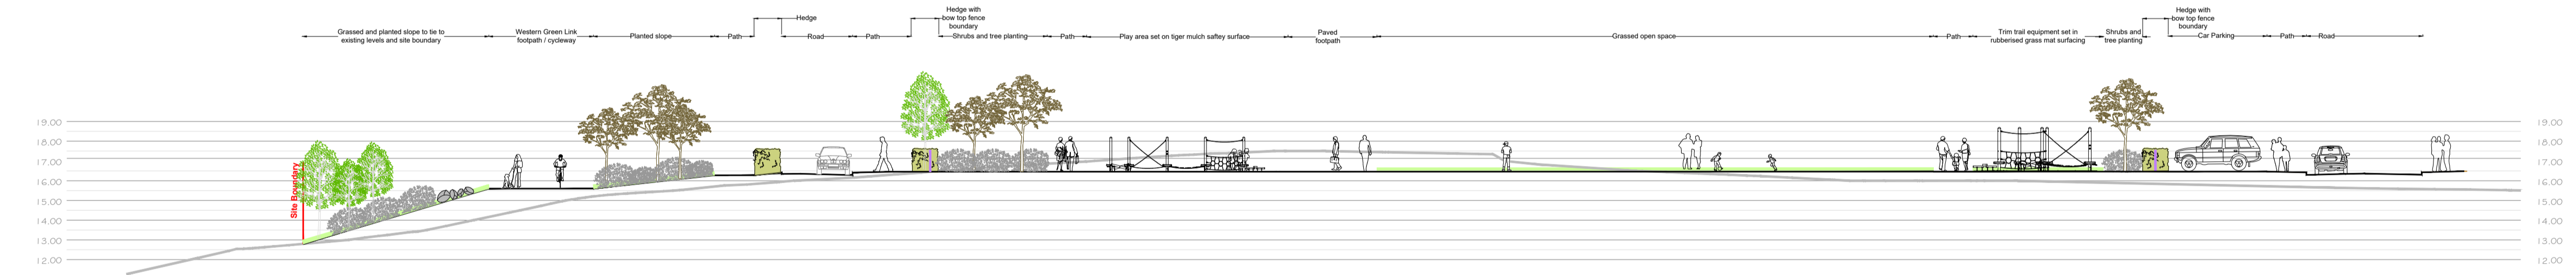 Grassed and planted slope to tie to
existing levels and site boundary
Western Green Link
footpath / cycleway
Planted slope
Path
Hedge
Road
Path
Hedge with
bow top fence
boundary
Shrubs and tree planting
Path
Play area set on tiger mulch saftey surface
Paved
footpath
Grassed open space
Path
Trim trail equipment set in
rubberised grass mat surfacing
Shrubs and
tree planting
Hedge with
bow top fence
boundary
Car Parking
Path
Road
Site Boundary
19.00
18.00
17.00
16.00
15.00
14.00
13.00
12.00
19.00
18.00
17.00
16.00
15.00
14.00
13.00
12.00